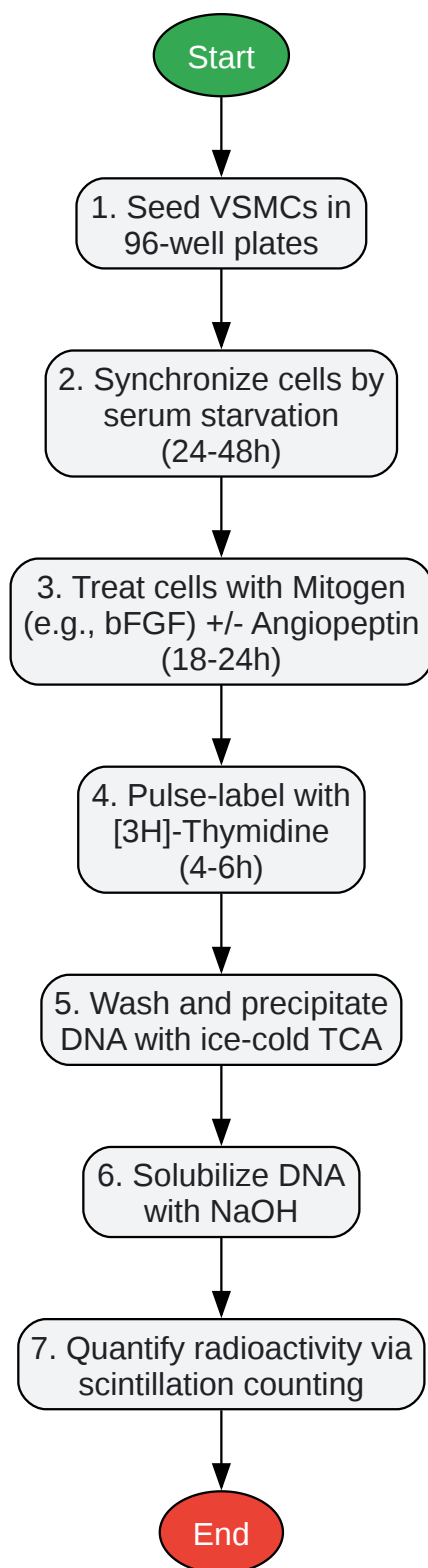 Start
1. Seed VSMCs in
96-well plates
2. Synchronize cells by
serum starvation
(24-48h)
3. Treat cells with Mitogen
(e.g., bFGF) +/- Angiopeptin
(18-24h)
4. Pulse-label with
[3H]-Thymidine
(4-6h)
5. Wash and precipitate
DNA with ice-cold TCA
6. Solubilize DNA
with NaOH
7. Quantify radioactivity via
scintillation counting
End